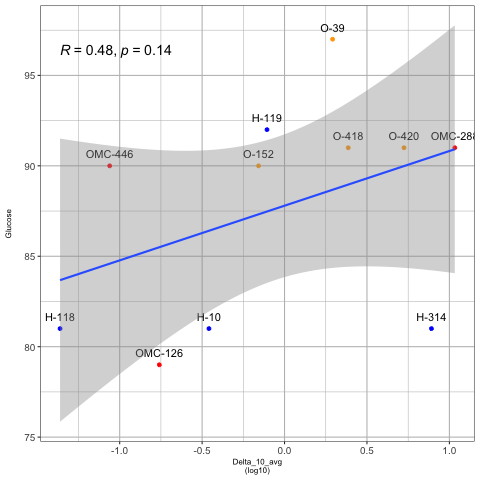 O-39
R = 0.48, p = 0.14
95
H-119
O-418
O-420
OMC-288
OMC-446
O-152
90
Glucose
85
H-118
H-10
H-314
80
OMC-126
75
-1.0
-0.5
0.0
0.5
1.0
Delta_10_avg
(log10)